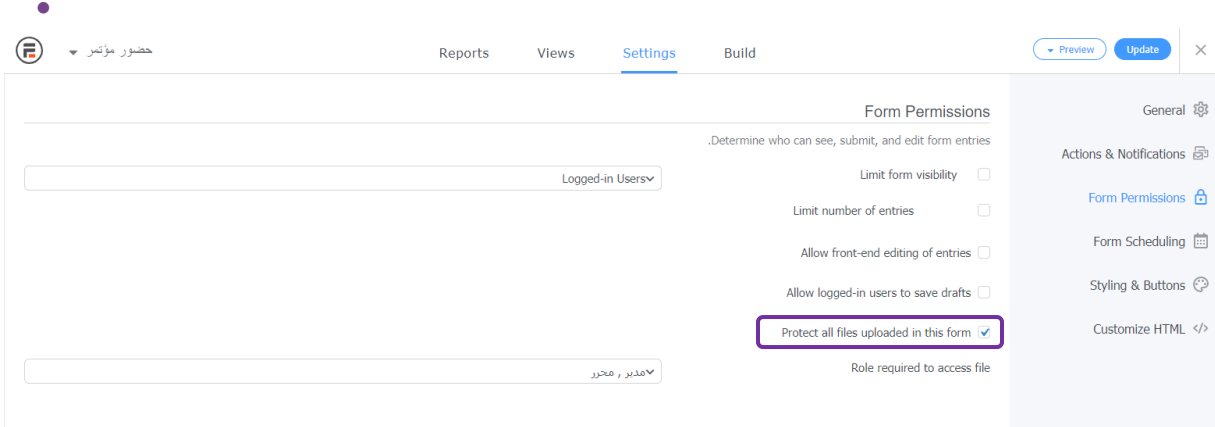 حضور مؤتمر
Reports Views Settings Build
Preview Update
Form Permissions
.Determine who can see, submit, and edit form entries
Limit form visibility
Logged-in Users
Limit number of entries
Allow front-end editing of entries
Allow logged-in users to save drafts
Protect all files uploaded in this form
Role required to access file
مدير , محرر
General
Actions & Notifications
Form Permissions
Form Scheduling
Styling & Buttons
Customize HTML